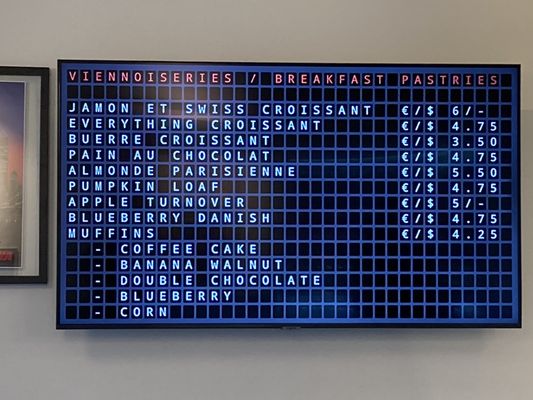 VIENNOISERIES / BREAKFAST PASTRIES
JAMON ET SWISS CROISSANT €/$ 6/-
EVERYTHING CROISSANT €/$ 4.75
BUERRE CROISSANT €/$ 3.50
PAIN AU CHOCOLAT €/$ 4.75
ALMONDE PARISIENNE €/$ 5.50
PUMPKIN LOAF €/$ 4.75
APPLE TURNOVER €/$ 5/-
BLUEBERRY DANISH €/$ 4.75
MUFFINS €/$ 4.25
- COFFEE CAKE
- BANANA WALNUT
- DOUBLE CHOCOLATE
- BLUEBERRY
- CORN